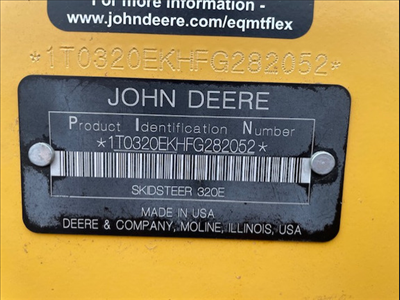 For more information -
www.johndeere.com/eqmtflex
*1T0320EKHFG282052*
JOHN DEERE
Product Identification Number
*1T0320EKHFG282052*
SKIDSTEER 320E
MADE IN USA
DEERE & COMPANY, MOLINE, ILLINOIS, USA